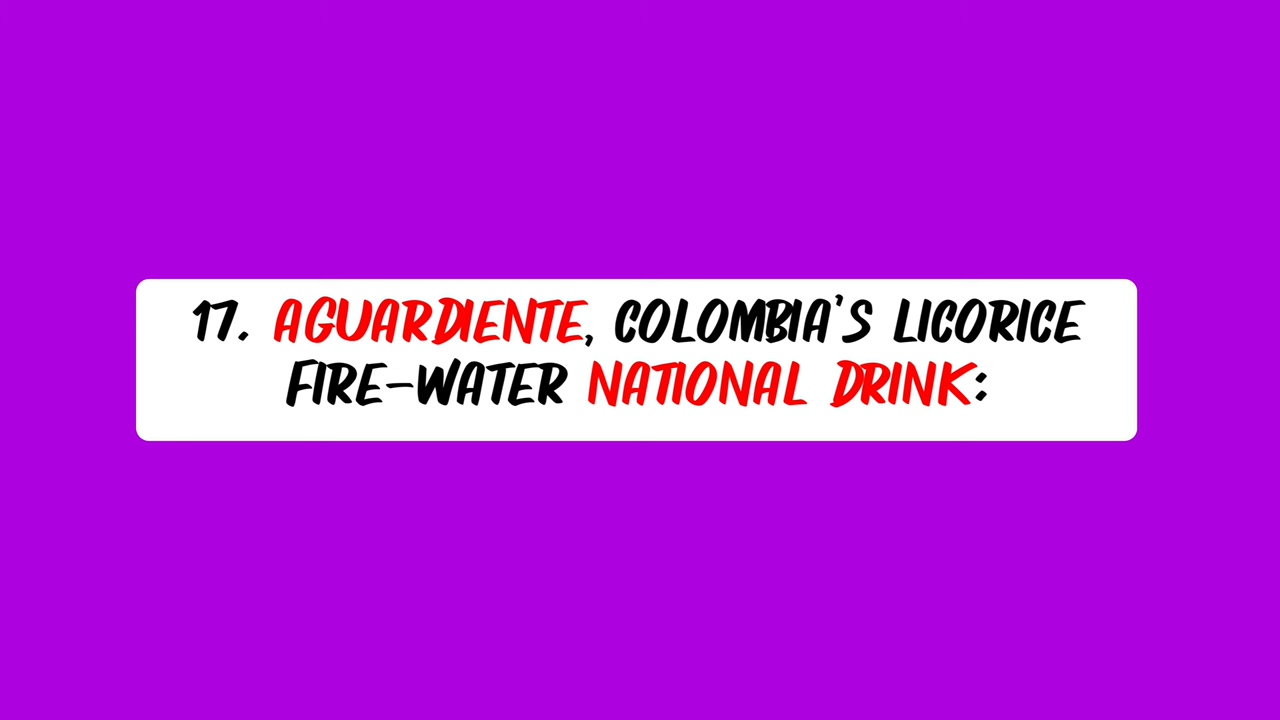 17. AGUARDIENTE, COLOMBIA'S LICORICE
FIRE-WATER NATIONAL DRINK: